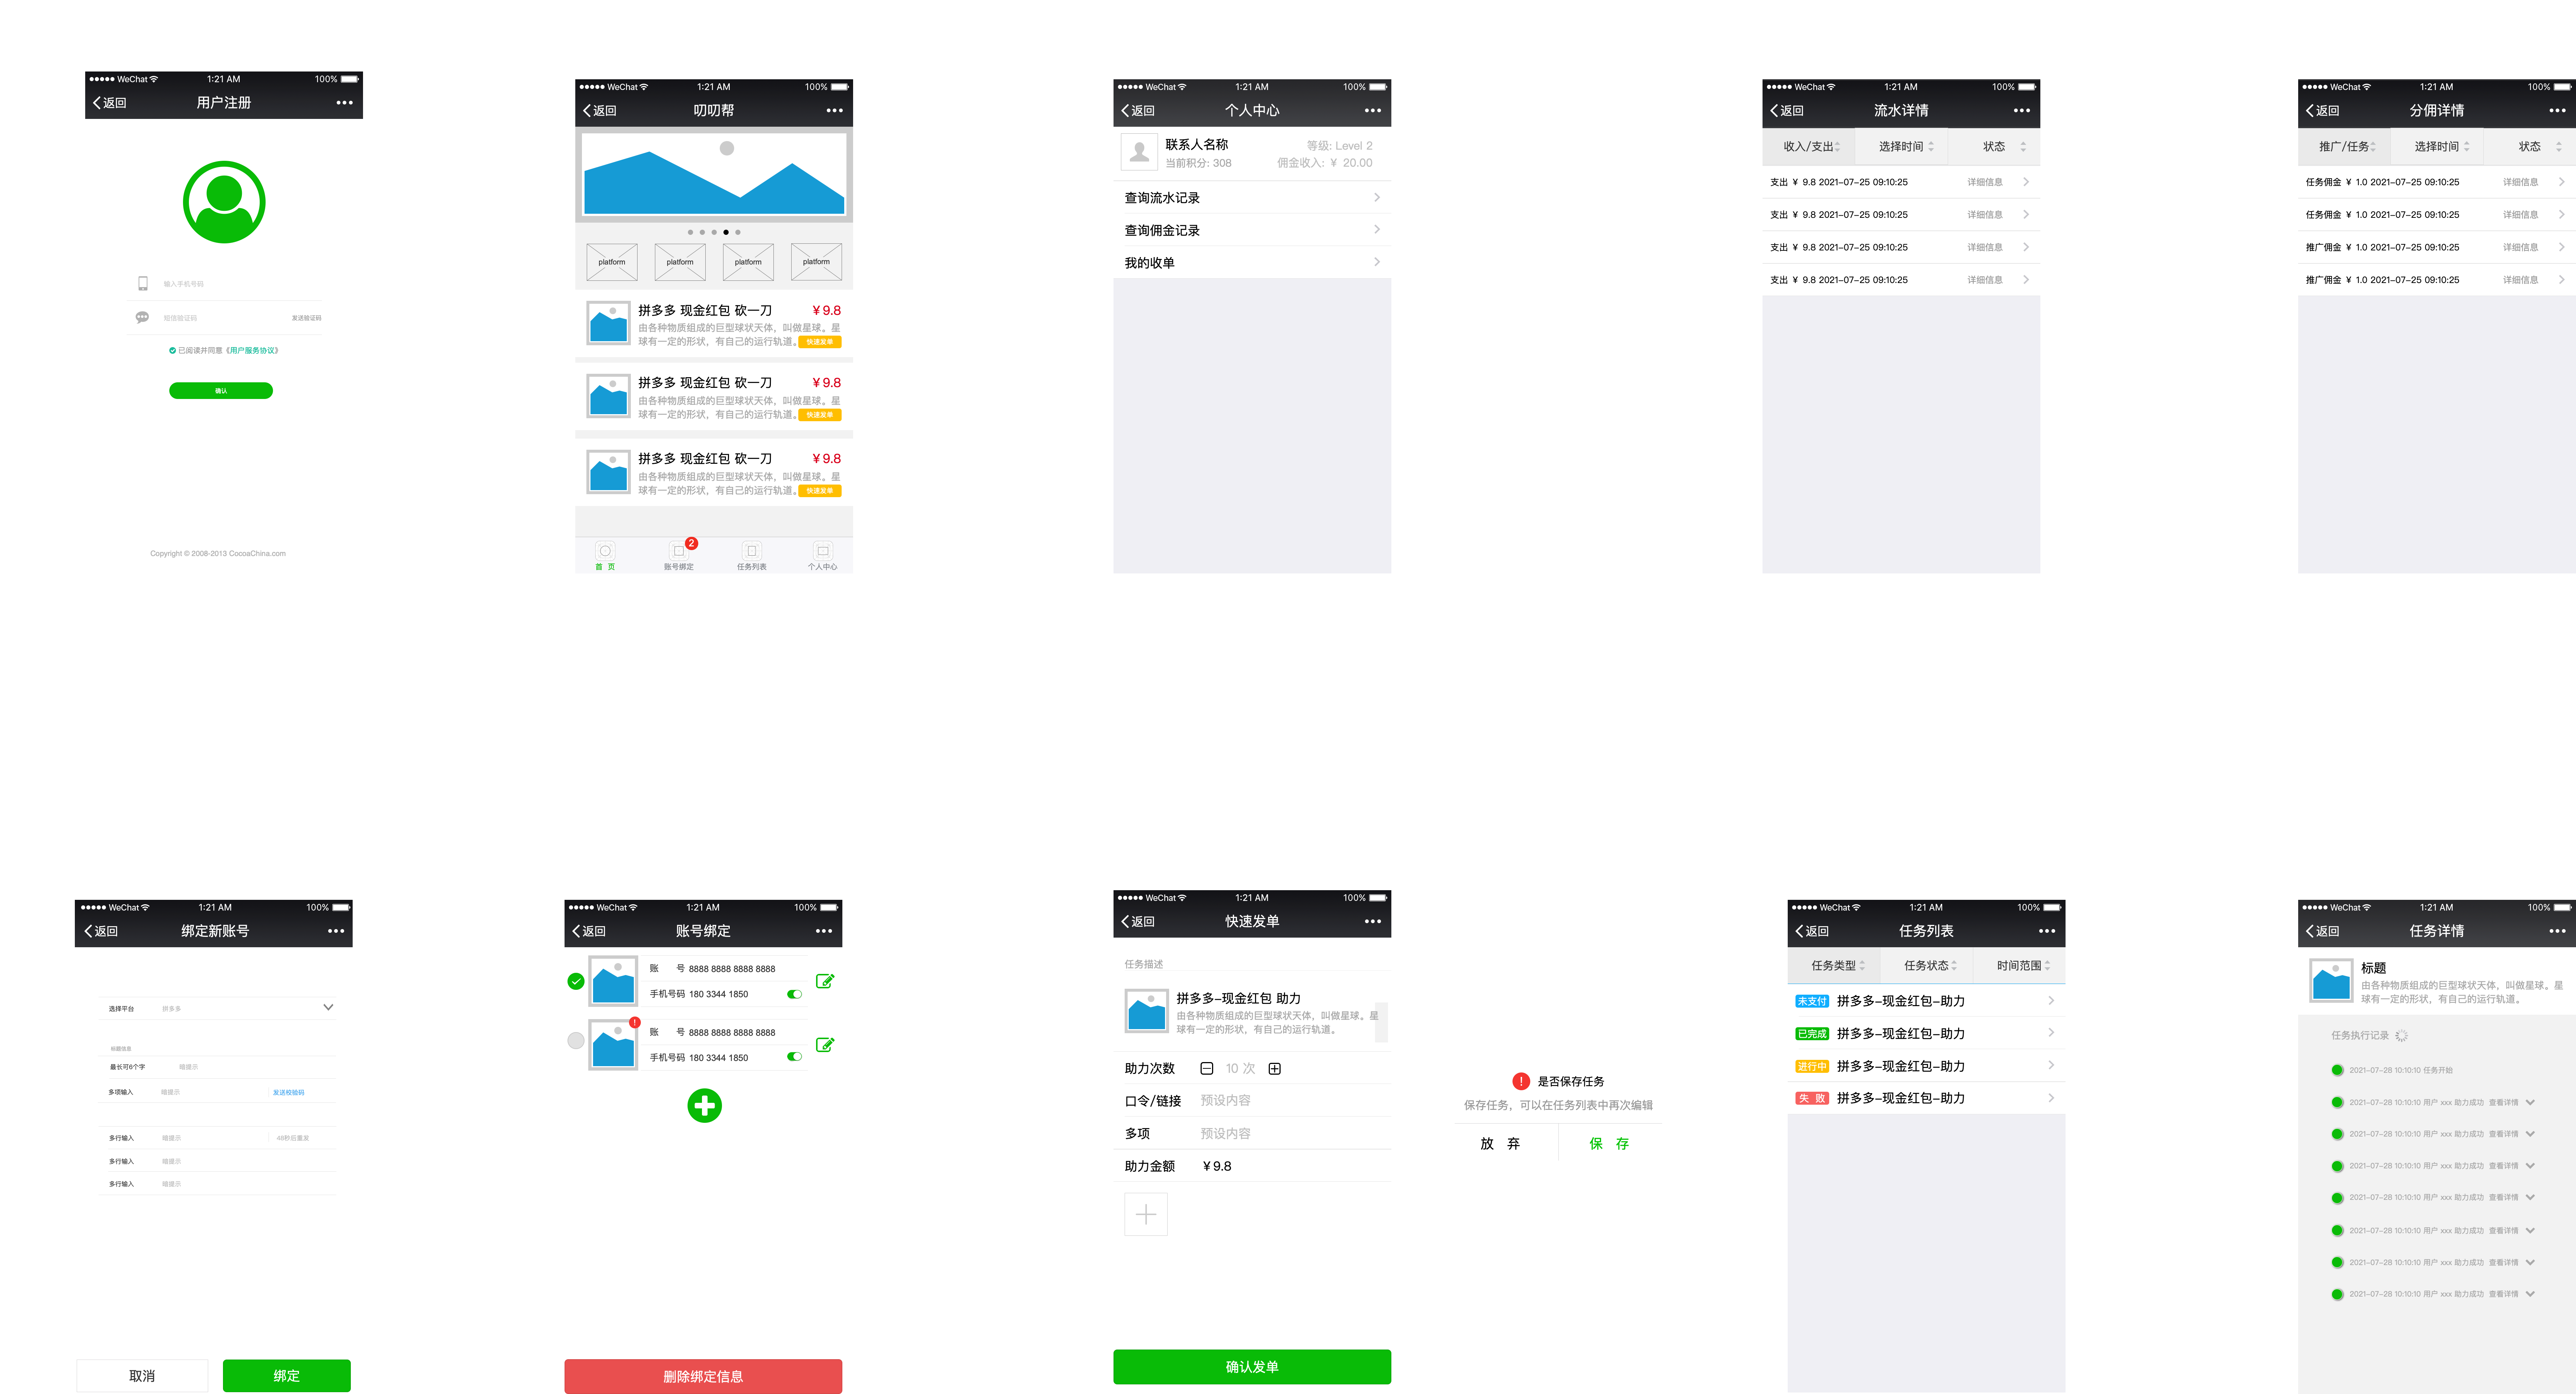 WeChat 1:21 AM 100%
返回 用户注册
输入手机号码
短信验证码 发送验证码
已阅读并同意《用户服务协议》
确认
Copyright © 2008-2013 CocoaChina.com
WeChat 1:21 AM 100%
返回 叨叨帮
platform platform platform platform
拼多多 现金红包 砍一刀 ￥9.8
由各种物质组成的巨型球状天体，叫做星球。星
球有一定的形状，有自己的运行轨道。 快速发单
拼多多 现金红包 砍一刀 ￥9.8
由各种物质组成的巨型球状天体，叫做星球。星
球有一定的形状，有自己的运行轨道。 快速发单
拼多多 现金红包 砍一刀 ￥9.8
由各种物质组成的巨型球状天体，叫做星球。星
球有一定的形状，有自己的运行轨道。 快速发单
2
首 页 账号绑定 任务列表 个人中心
WeChat 1:21 AM 100%
返回 个人中心
联系人名称 等级: Level 2
当前积分: 308 佣金收入: ￥ 20.00
查询流水记录
查询佣金记录
我的收单
WeChat 1:21 AM 100%
返回 流水详情
收入/支出 选择时间 状态
支出 ￥ 9.8 2021-07-25 09:10:25 详细信息
支出 ￥ 9.8 2021-07-25 09:10:25 详细信息
支出 ￥ 9.8 2021-07-25 09:10:25 详细信息
支出 ￥ 9.8 2021-07-25 09:10:25 详细信息
WeChat 1:21 AM 100%
返回 分佣详情
推广/任务 选择时间 状态
任务佣金 ￥ 1.0 2021-07-25 09:10:25 详细信息
任务佣金 ￥ 1.0 2021-07-25 09:10:25 详细信息
推广佣金 ￥ 1.0 2021-07-25 09:10:25 详细信息
推广佣金 ￥ 1.0 2021-07-25 09:10:25 详细信息
WeChat 1:21 AM 100%
返回 绑定新账号
选择平台 拼多多
标题信息
最长可6个字 暗提示
多项输入 暗提示 发送校验码
多行输入 暗提示 48秒后重发
多行输入 暗提示
多行输入 暗提示
取消 绑定
WeChat 1:21 AM 100%
返回 账号绑定
账 号 8888 8888 8888 8888
手机号码 180 3344 1850
账 号 8888 8888 8888 8888
手机号码 180 3344 1850
删除绑定信息
WeChat 1:21 AM 100%
返回 快速发单
任务描述
拼多多-现金红包 助力
由各种物质组成的巨型球状天体，叫做星球。星
球有一定的形状，有自己的运行轨道。
助力次数 10 次
口令/链接 预设内容
多项 预设内容
助力金额 ￥9.8
确认发单
是否保存任务
保存任务，可以在任务列表中再次编辑
放 弃 保 存
WeChat 1:21 AM 100%
返回 任务列表
任务类型 任务状态 时间范围
未支付 拼多多-现金红包-助力
已完成 拼多多-现金红包-助力
进行中 拼多多-现金红包-助力
失 败 拼多多-现金红包-助力
WeChat 1:21 AM 100%
返回 任务详情
标题
由各种物质组成的巨型球状天体，叫做星球。星
球有一定的形状，有自己的运行轨道。
任务执行记录
2021-07-28 10:10:10 任务开始
2021-07-28 10:10:10 用户 xxx 助力成功 查看详情
2021-07-28 10:10:10 用户 xxx 助力成功 查看详情
2021-07-28 10:10:10 用户 xxx 助力成功 查看详情
2021-07-28 10:10:10 用户 xxx 助力成功 查看详情
2021-07-28 10:10:10 用户 xxx 助力成功 查看详情
2021-07-28 10:10:10 用户 xxx 助力成功 查看详情
2021-07-28 10:10:10 用户 xxx 助力成功 查看详情